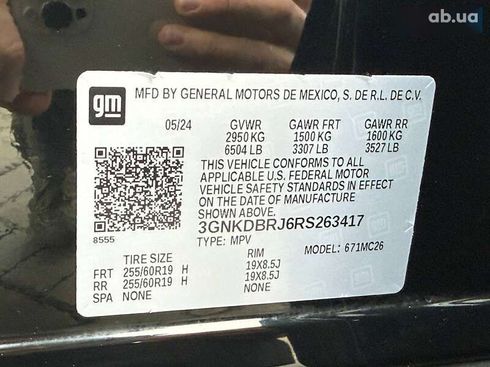 ab.ua
gm
MFD BY GENERAL MOTORS DE MEXICO, S. DE R.L. DE C.V.
05/24 GVWR GAWR FRT GAWR RR
2950 KG 1500 KG 1600 KG
6504 LB 3307 LB 3527 LB
THIS VEHICLE CONFORMS TO ALL
APPLICABLE U.S. FEDERAL MOTOR
VEHICLE SAFETY STANDARDS IN EFFECT
ON THE DATE OF MANUFACTURE
SHOWN ABOVE.
8555 3GNKDBRJ6RS263417
TYPE: MPV MODEL: 671MC26
TIRE SIZE RIM
FRT 255/60R19 H 19X8.5J
RR 255/60R19 H 19X8.5J
SPA NONE NONE